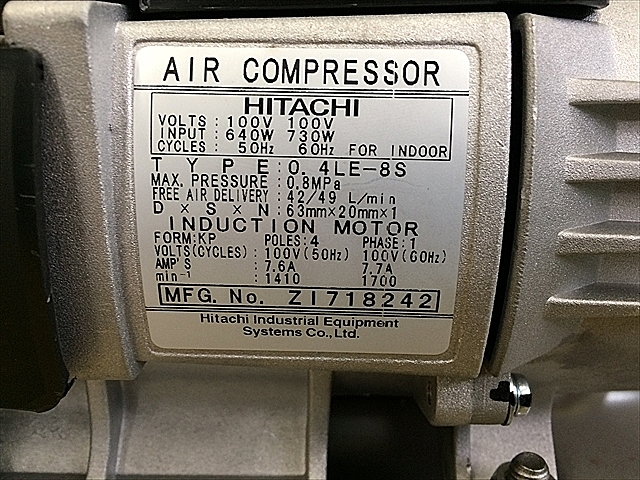 AIR COMPRESSOR
HITACHI
VOLTS : 100V 100V
INPUT : 640W 730W
CYCLES : 50Hz 60Hz FOR INDOOR
TYPE : 0.4LE-8S
MAX. PRESSURE : 0.8MPa
FREE AIR DELIVERY : 42/49 L/min
D×S×N : 63mm×20mm×1
INDUCTION MOTOR
FORM:KP POLES:4 PHASE:1
VOLTS(CYCLES) : 100V(50Hz) 100V(60Hz)
AMP'S : 7.6A 7.7A
min⁻¹ : 1410 1700
MFG. No. Z1718242
Hitachi Industrial Equipment
Systems Co., Ltd.